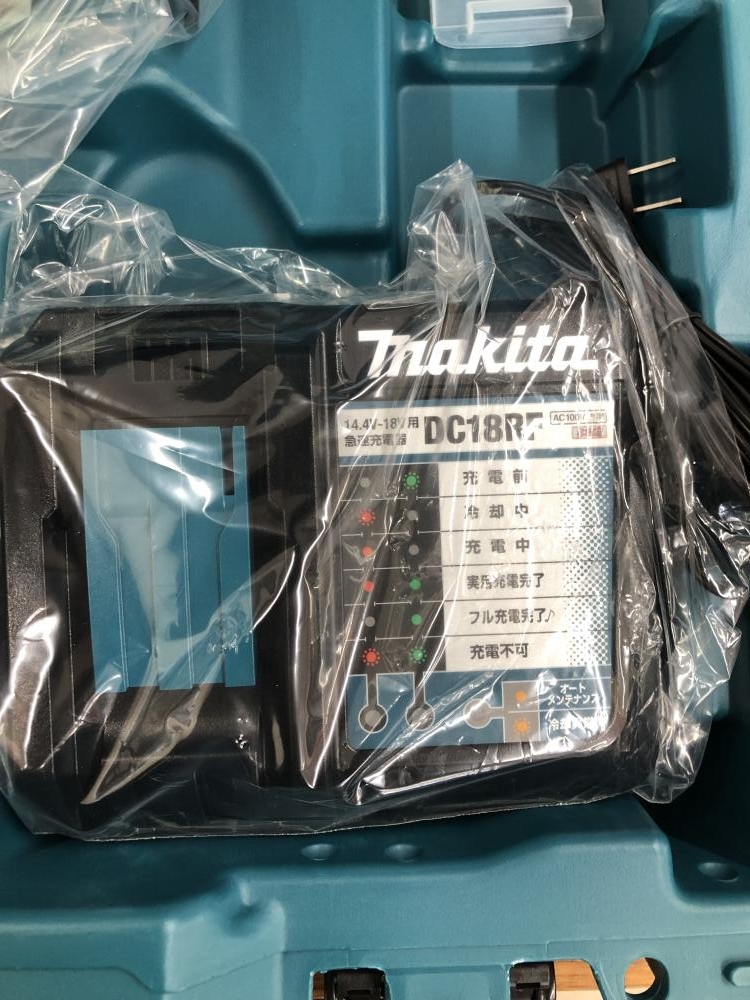 makita
14.4V-18V用
急速充電器
DC18RF
AC100V
充電前
冷却中
充電中
実用充電完了
フル充電完了♪
充電不可
オート
メンテナンス